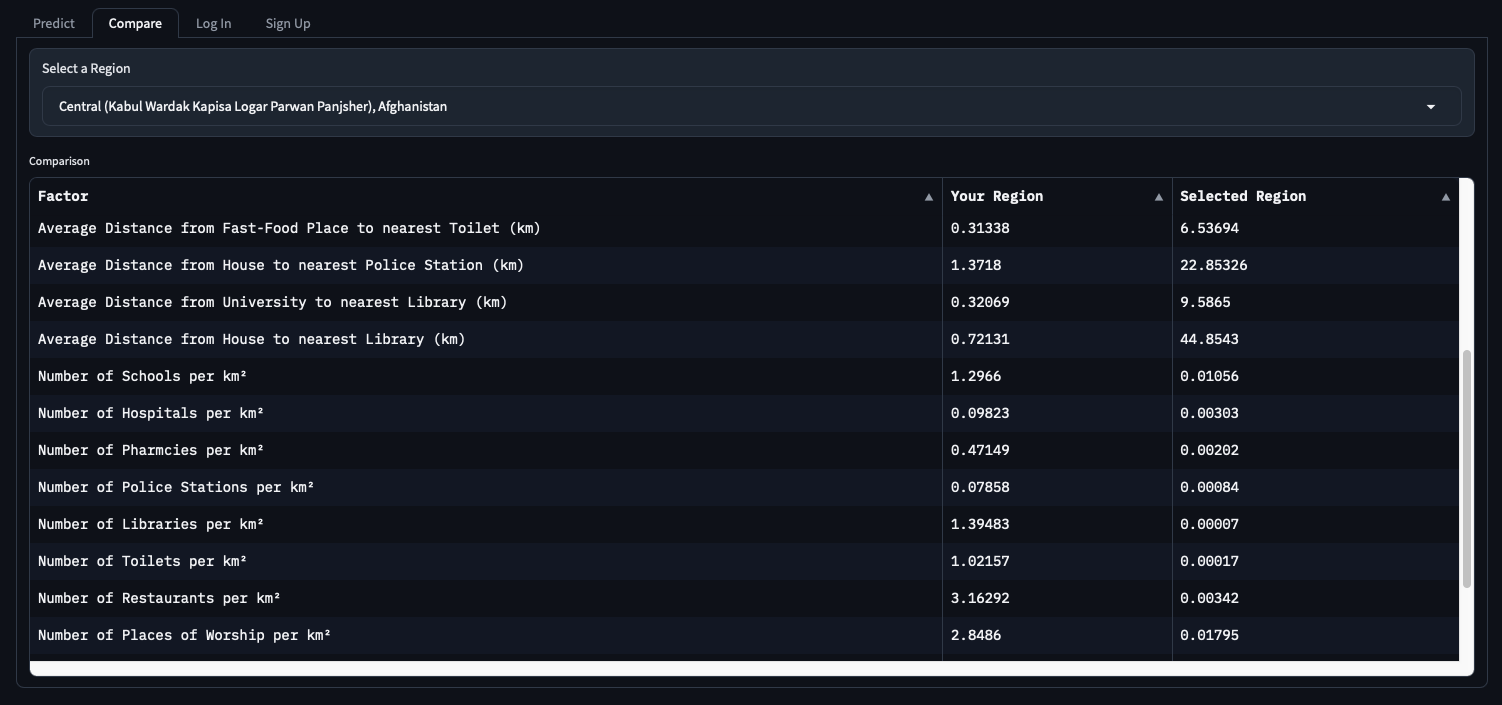 Predict Compare Log In Sign Up
Select a Region
Central (Kabul Wardak Kapisa Logar Parwan Panjsher), Afghanistan
Comparison
Factor Your Region Selected Region
Average Distance from Fast-Food Place to nearest Toilet (km) 0.31338 6.53694
Average Distance from House to nearest Police Station (km) 1.3718 22.85326
Average Distance from University to nearest Library (km) 0.32069 9.5865
Average Distance from House to nearest Library (km) 0.72131 44.8543
Number of Schools per km² 1.2966 0.01056
Number of Hospitals per km² 0.09823 0.00303
Number of Pharmcies per km² 0.47149 0.00202
Number of Police Stations per km² 0.07858 0.00084
Number of Libraries per km² 1.39483 0.00007
Number of Toilets per km² 1.02157 0.00017
Number of Restaurants per km² 3.16292 0.00342
Number of Places of Worship per km² 2.8486 0.01795